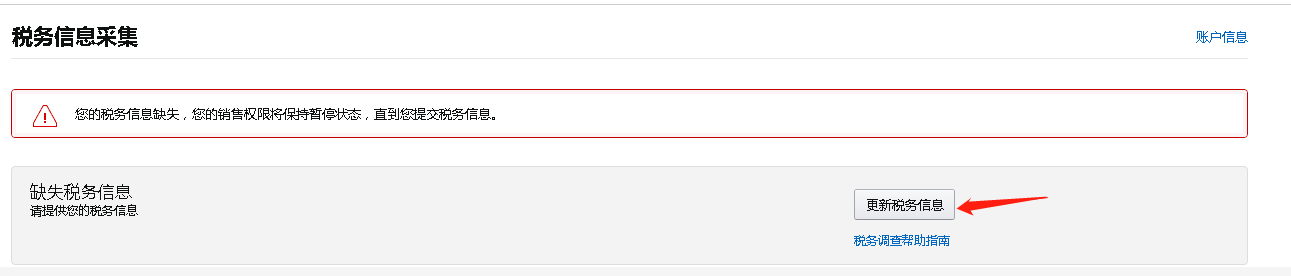 税务信息采集
账户信息
您的税务信息缺失，您的销售权限将保持暂停状态，直到您提交税务信息。
缺失税务信息
请提供您的税务信息
更新税务信息
税务调查帮助指南